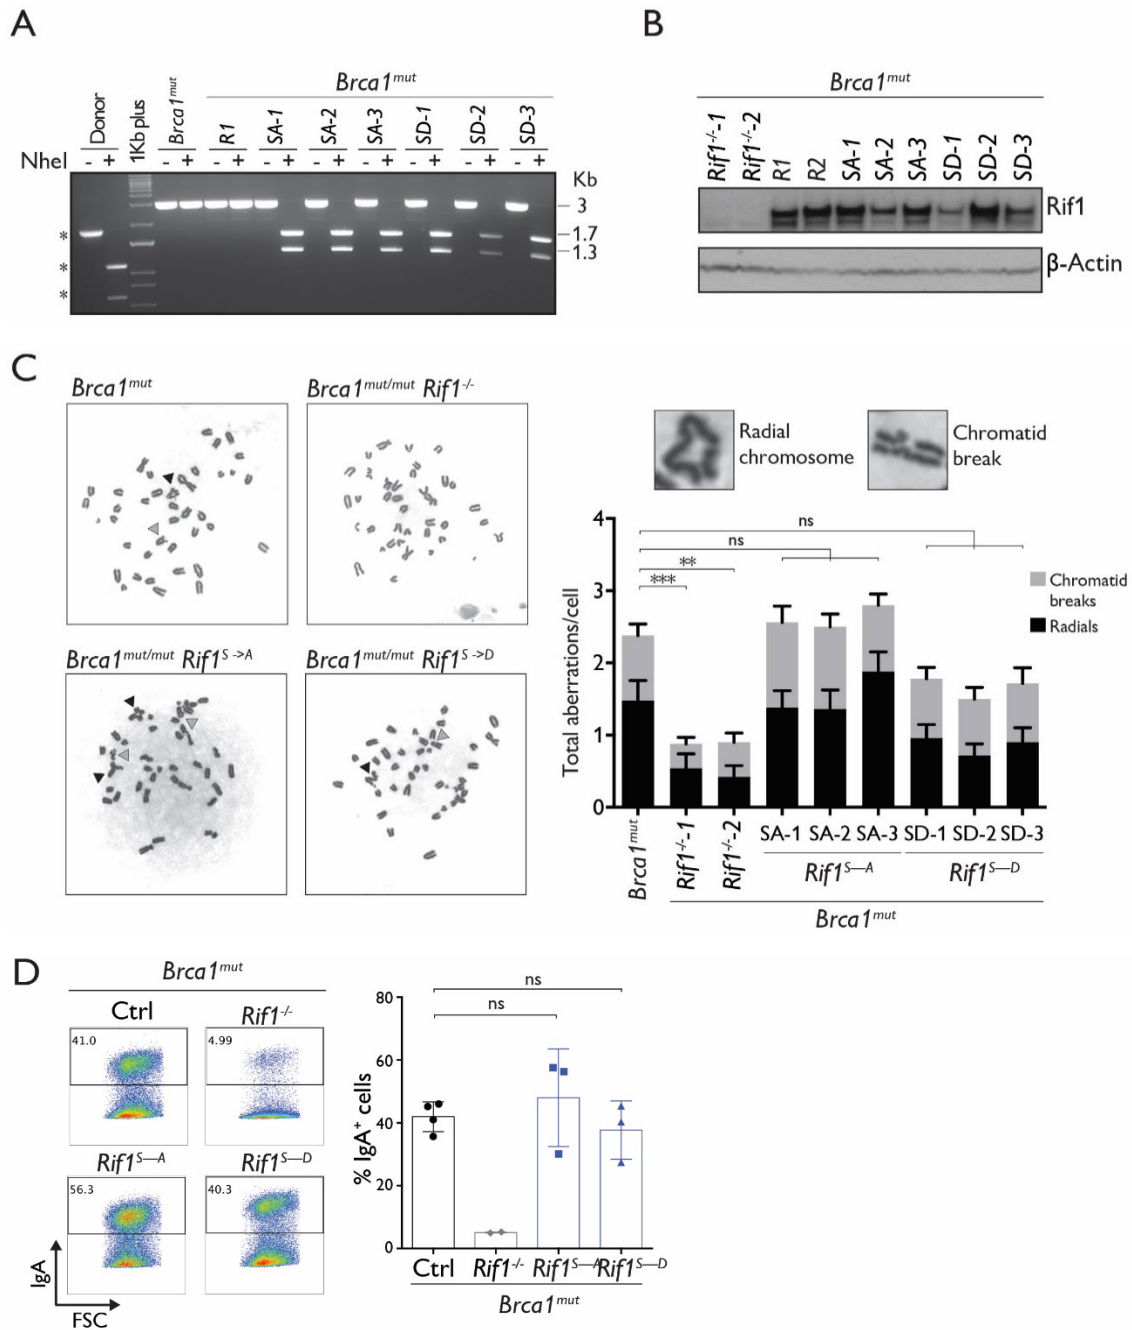 A
Brca1mut
Donor
1Kb plus
Brca1mut
R1
SA-1
SA-2
SA-3
SD-1
SD-2
SD-3
NheI
- + - + - + - + - + - + - + - + - +
Kb
3
1.7
1.3
*
*
*
B
Brca1mut
Rif1-/--1
Rif1-/--2
R1
R2
SA-1
SA-2
SA-3
SD-1
SD-2
SD-3
Rif1
β-Actin
C
Brca1mut
Brca1mut/mut Rif1-/-
Brca1mut/mut Rif1S->A
Brca1mut/mut Rif1S->D
Radial
chromosome
Chromatid
break
Total aberrations/cell
4
3
2
1
0
ns
ns
**
***
Chromatid
breaks
Radials
Brca1mut
Rif1-/--1
Rif1-/--2
SA-1 SA-2 SA-3 SD-1 SD-2 SD-3
Rif1S—A
Rif1S—D
Brca1mut
D
Brca1mut
Ctrl
Rif1-/-
41.0
4.99
Rif1S—A
Rif1S—D
56.3
40.3
IgA
FSC
% IgA+ cells
80
60
40
20
0
ns
ns
Ctrl Rif1-/- Rif1S—A Rif1S—D
Brca1mut